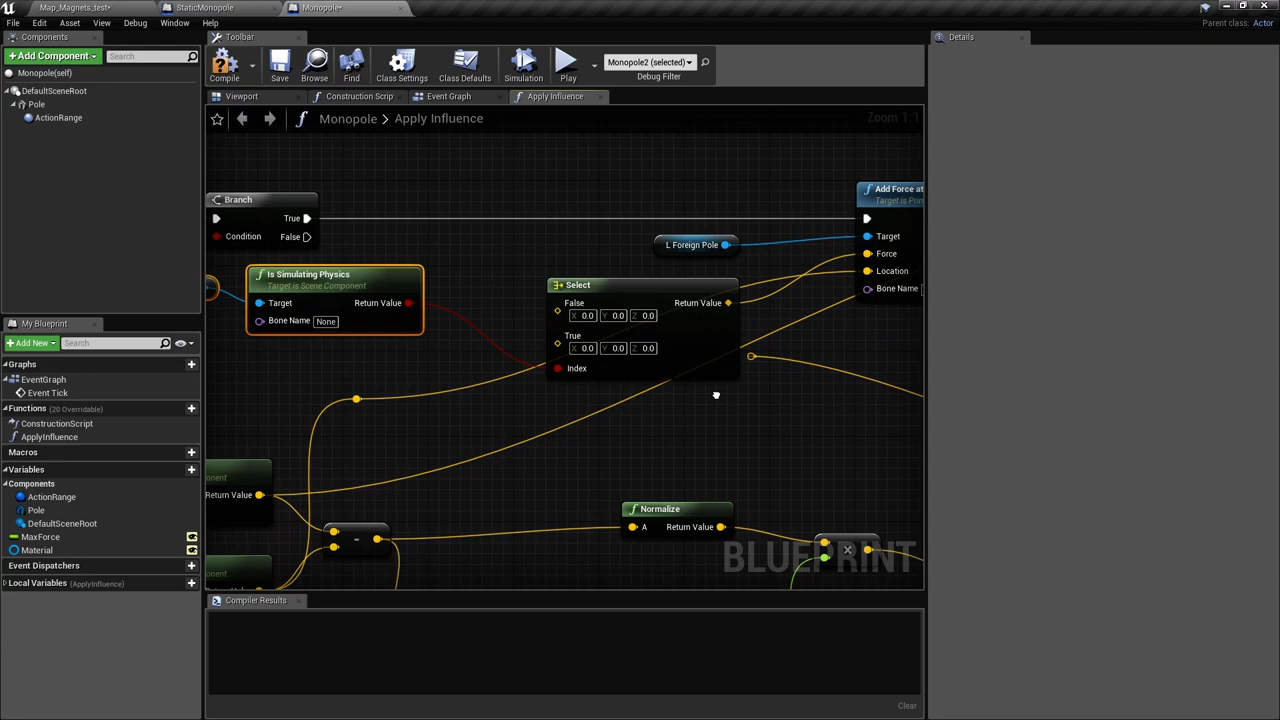 Map_Magnets_test*
StaticMonopole
Monopole*
File
Edit
Asset
View
Debug
Window
Help
Parent class: Actor
Components
Toolbar
Details
+ Add Component
Search
Monopole(self)
DefaultSceneRoot
Pole
ActionRange
Compile
Save
Browse
Find
Class Settings
Class Defaults
Simulation
Play
Monopole2 (selected)
Debug Filter
Viewport
Construction Scrip
Event Graph
Apply Influence
Monopole > Apply Influence
Zoom 1:1
Branch
True
Condition
False
Is Simulating Physics
Target is Scene Component
Target
Return Value
Bone Name
None
L Foreign Pole
Select
False
Return Value
X 0.0 Y 0.0 Z 0.0
True
X 0.0 Y 0.0 Z 0.0
Index
Add Force at
Target is Prim
Target
Force
Location
Bone Name
onent
Return Value
-
Normalize
A
Return Value
onent
BLUEPRINT
My Blueprint
+ Add New
Search
Graphs
EventGraph
Event Tick
Functions (20 Overridable)
ConstructionScript
ApplyInfluence
Macros
Variables
Components
ActionRange
Pole
DefaultSceneRoot
MaxForce
Material
Event Dispatchers
Local Variables (ApplyInfluence)
Compiler Results
Clear